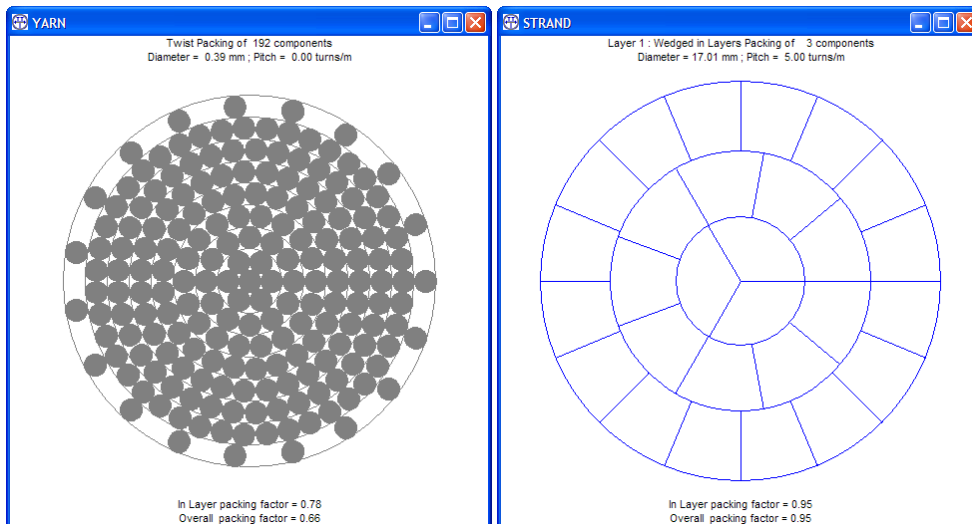 YARN
Twist Packing of 192 components
Diameter = 0.39 mm ; Pitch = 0.00 turns/m
In Layer packing factor = 0.78
Overall packing factor = 0.66
STRAND
Layer 1 : Wedged in Layers Packing of 3 components
Diameter = 17.01 mm ; Pitch = 5.00 turns/m
In Layer packing factor = 0.95
Overall packing factor = 0.95